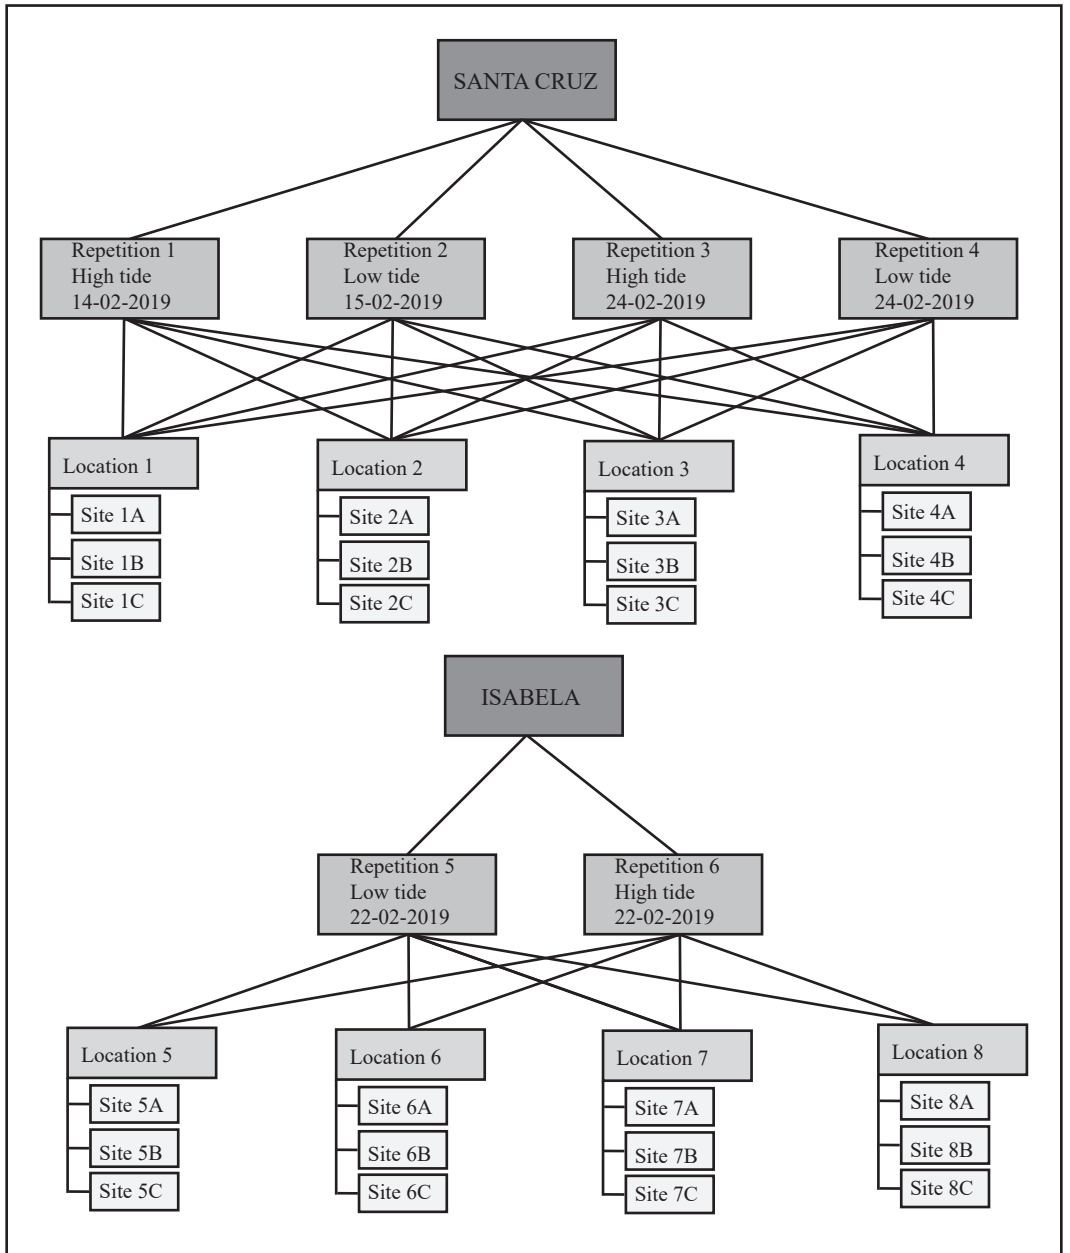 SANTA CRUZ
Repetition 1
High tide
14-02-2019
Repetition 2
Low tide
15-02-2019
Repetition 3
High tide
24-02-2019
Repetition 4
Low tide
24-02-2019
Location 1
Site 1A
Site 1B
Site 1C
Location 2
Site 2A
Site 2B
Site 2C
Location 3
Site 3A
Site 3B
Site 3C
Location 4
Site 4A
Site 4B
Site 4C
ISABELA
Repetition 5
Low tide
22-02-2019
Repetition 6
High tide
22-02-2019
Location 5
Site 5A
Site 5B
Site 5C
Location 6
Site 6A
Site 6B
Site 6C
Location 7
Site 7A
Site 7B
Site 7C
Location 8
Site 8A
Site 8B
Site 8C